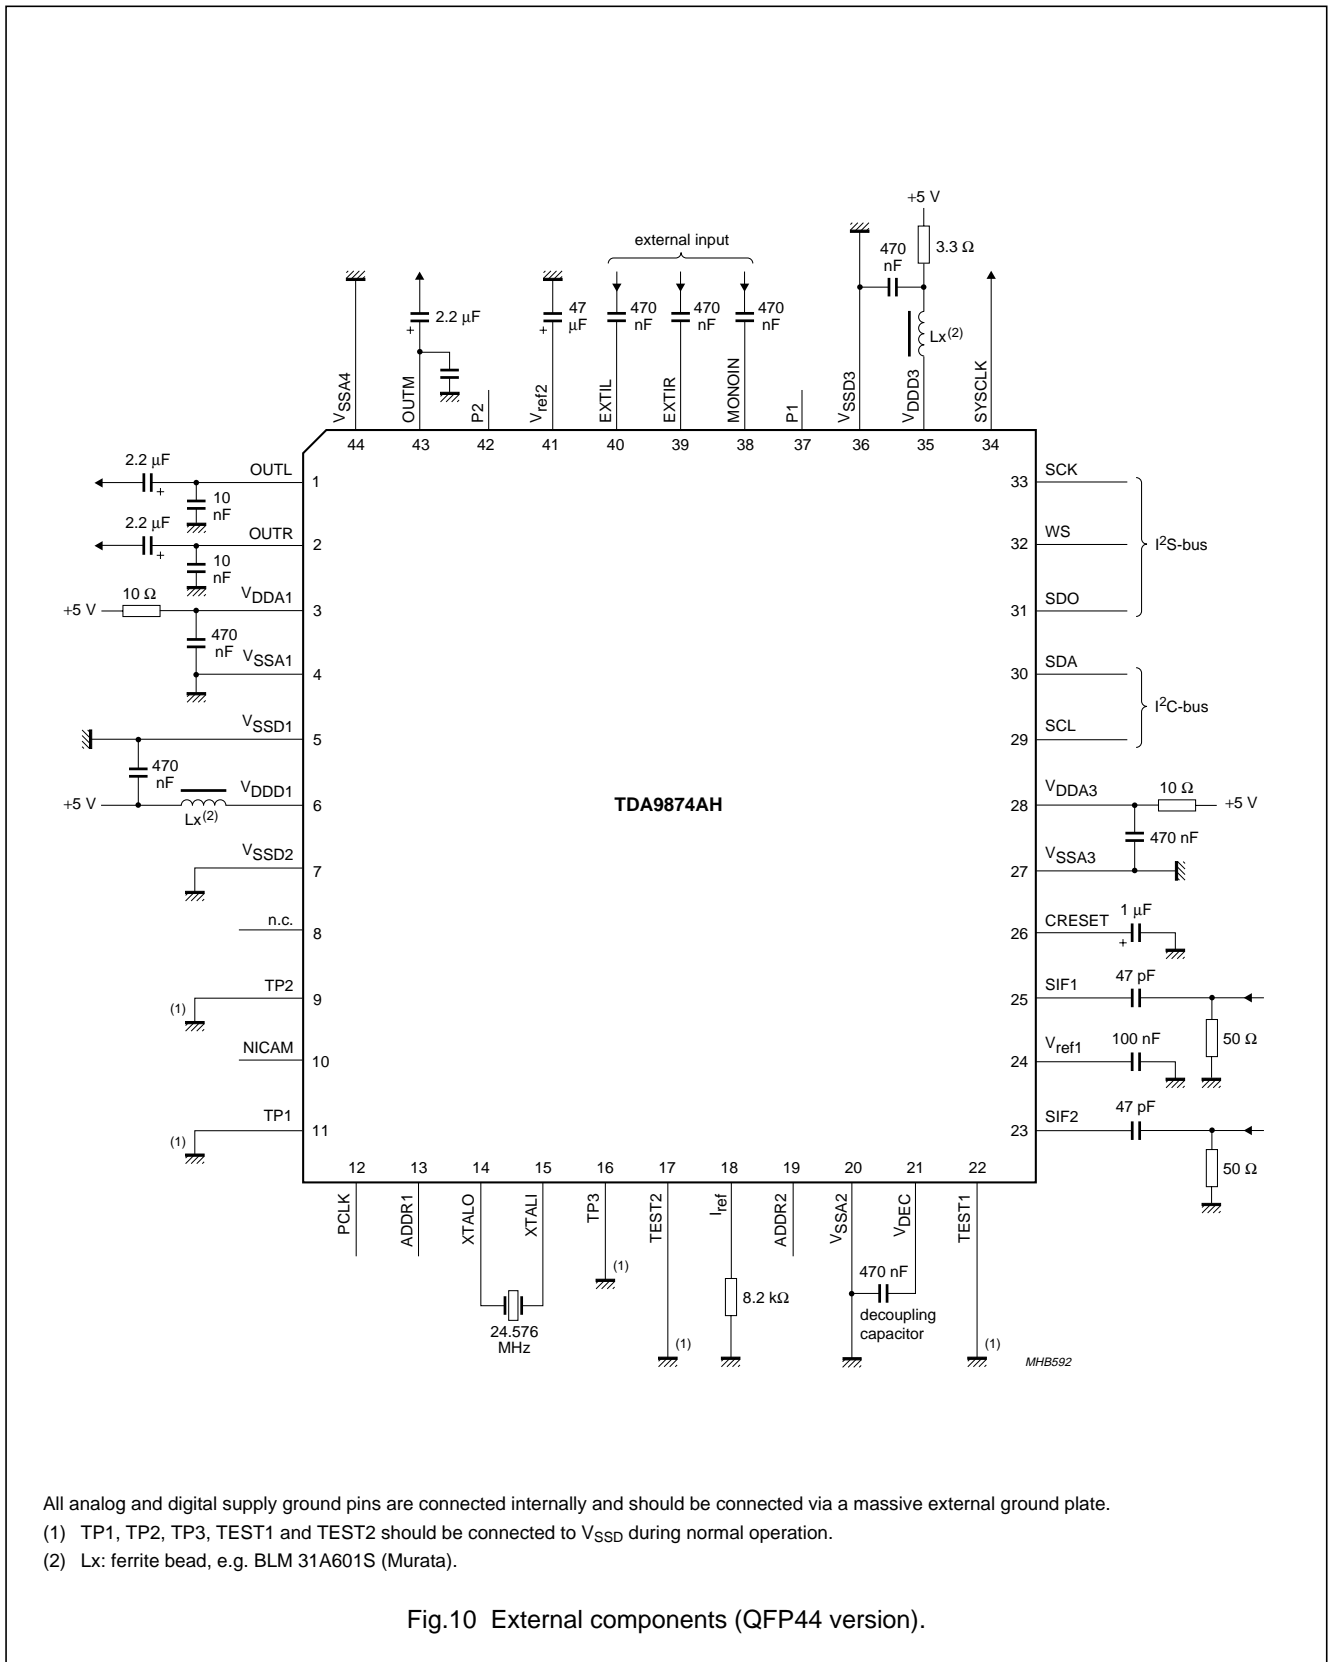 +5 V
3.3 Ω
470
nF
Lx(2)
external input
470
nF
470
nF
470
nF
47
μF
+
2.2 μF
+
VSSA4
OUTM
P2
Vref2
EXTIL
EXTIR
MONOIN
P1
VSSD3
VDDD3
SYSCLK
44
43
42
41
40
39
38
37
36
35
34
2.2 μF
+
OUTL
1
10
nF
2.2 μF
+
OUTR
2
10
nF
+5 V
10 Ω
VDDA1
3
470
nF
VSSA1
4
VSSD1
5
470
nF
+5 V
Lx(2)
VDDD1
6
VSSD2
7
n.c.
8
TP2
9
(1)
NICAM
10
TP1
11
(1)
TDA9874AH
33
SCK
32
WS
31
SDO
I2S-bus
30
SDA
29
SCL
I2C-bus
28
VDDA3
10 Ω
+5 V
470 nF
27
VSSA3
26
CRESET
1 μF
+
25
SIF1
47 pF
50 Ω
24
Vref1
100 nF
23
SIF2
47 pF
50 Ω
12
13
14
15
16
17
18
19
20
21
22
PCLK
ADDR1
XTALO
XTALI
TP3
TEST2
Iref
ADDR2
VSSA2
VDEC
TEST1
24.576
MHz
(1)
(1)
8.2 kΩ
470 nF
decoupling
capacitor
(1)
MHB592
All analog and digital supply ground pins are connected internally and should be connected via a massive external ground plate.
(1) TP1, TP2, TP3, TEST1 and TEST2 should be connected to VSSD during normal operation.
(2) Lx: ferrite bead, e.g. BLM 31A601S (Murata).
Fig.10 External components (QFP44 version).